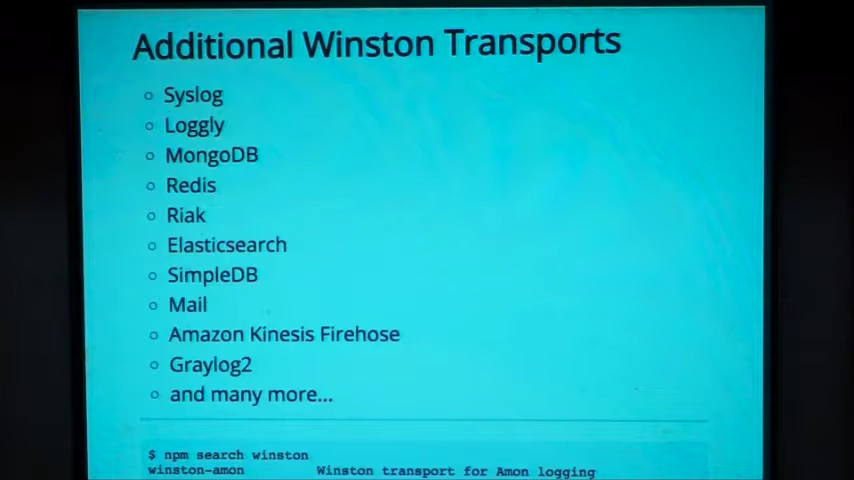 Additional Winston Transports
Syslog
Loggly
MongoDB
Redis
Riak
Elasticsearch
SimpleDB
Mail
Amazon Kinesis Firehose
Graylog2
and many more...
$ npm search winston
winston-amon Winston transport for Amon logging